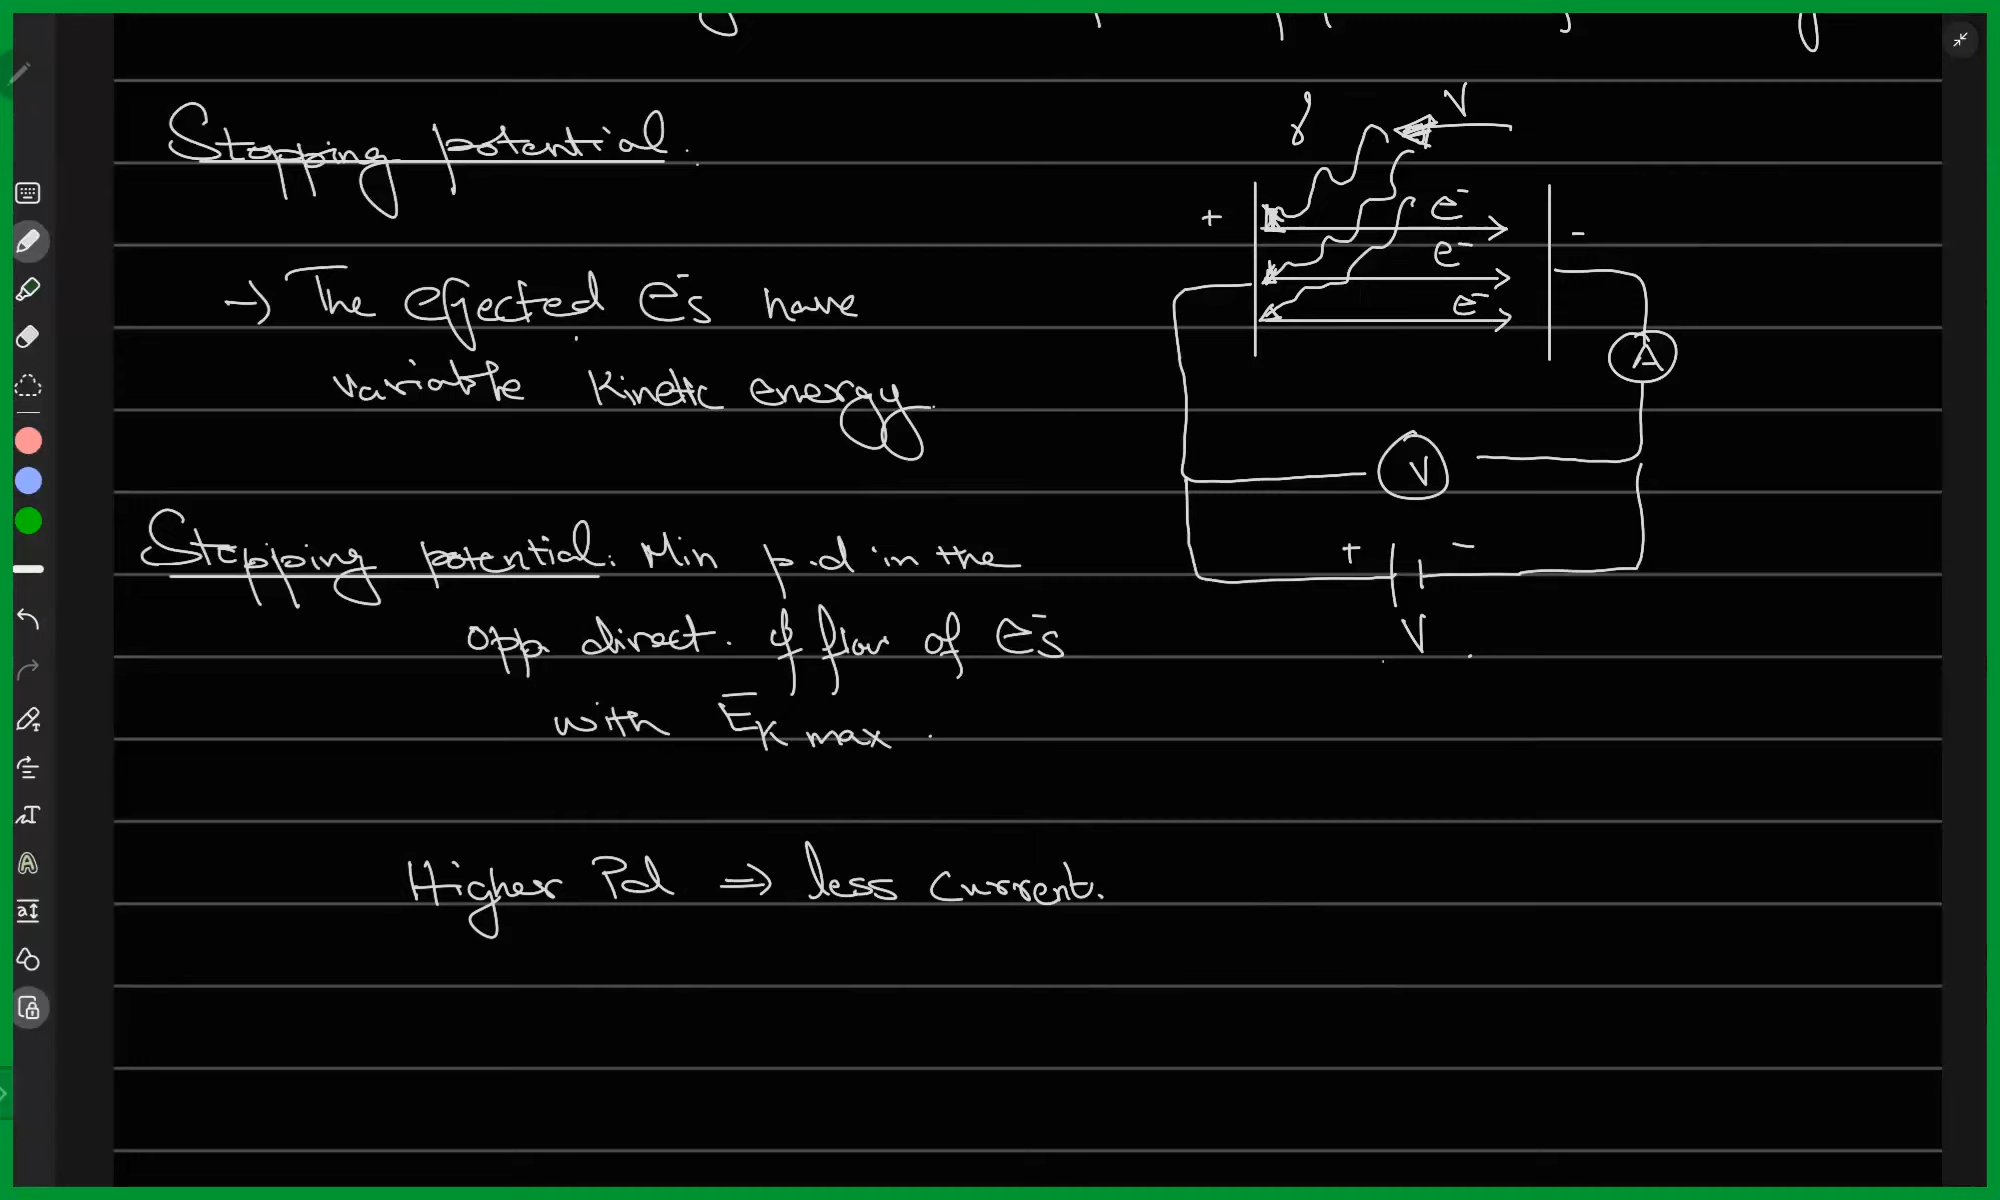 Stopping potential.
→ The ejected e⁻s have
variable Kinetic energy.
Stopping potential: Min p.d in the
opp direct. of flow of e⁻s
with EK max.
Higher Pd ⇒ less current.
γ V
+ e⁻ -
e⁻
e⁻
A
V
+ -
V